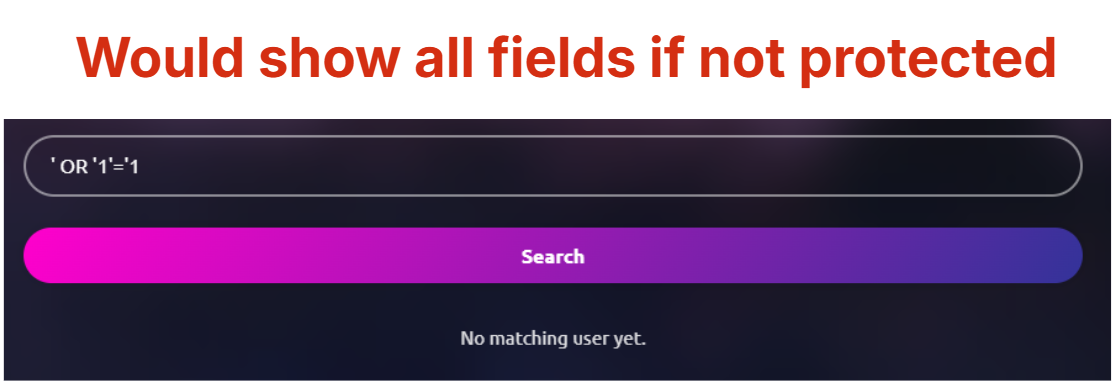 Would show all fields if not protected
' OR '1'='1
Search
No matching user yet.